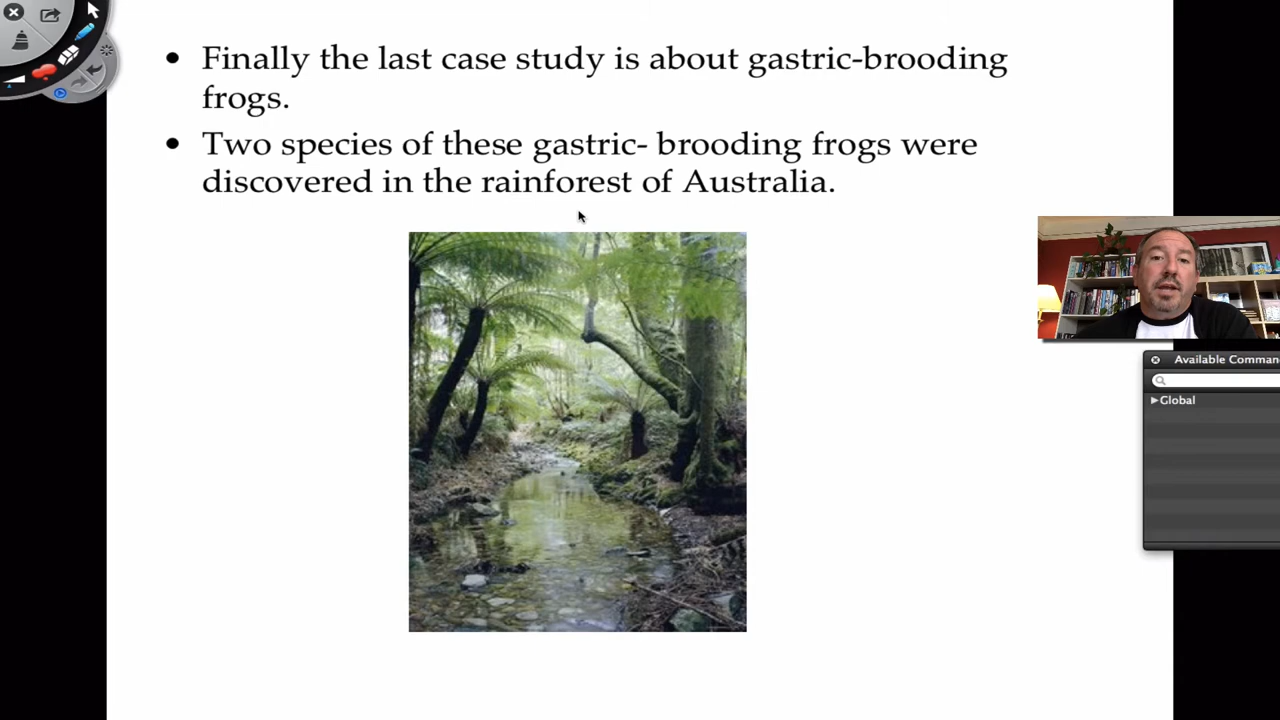 • Finally the last case study is about gastric-brooding
frogs.
• Two species of these gastric- brooding frogs were
discovered in the rainforest of Australia.
Available Comman
Global